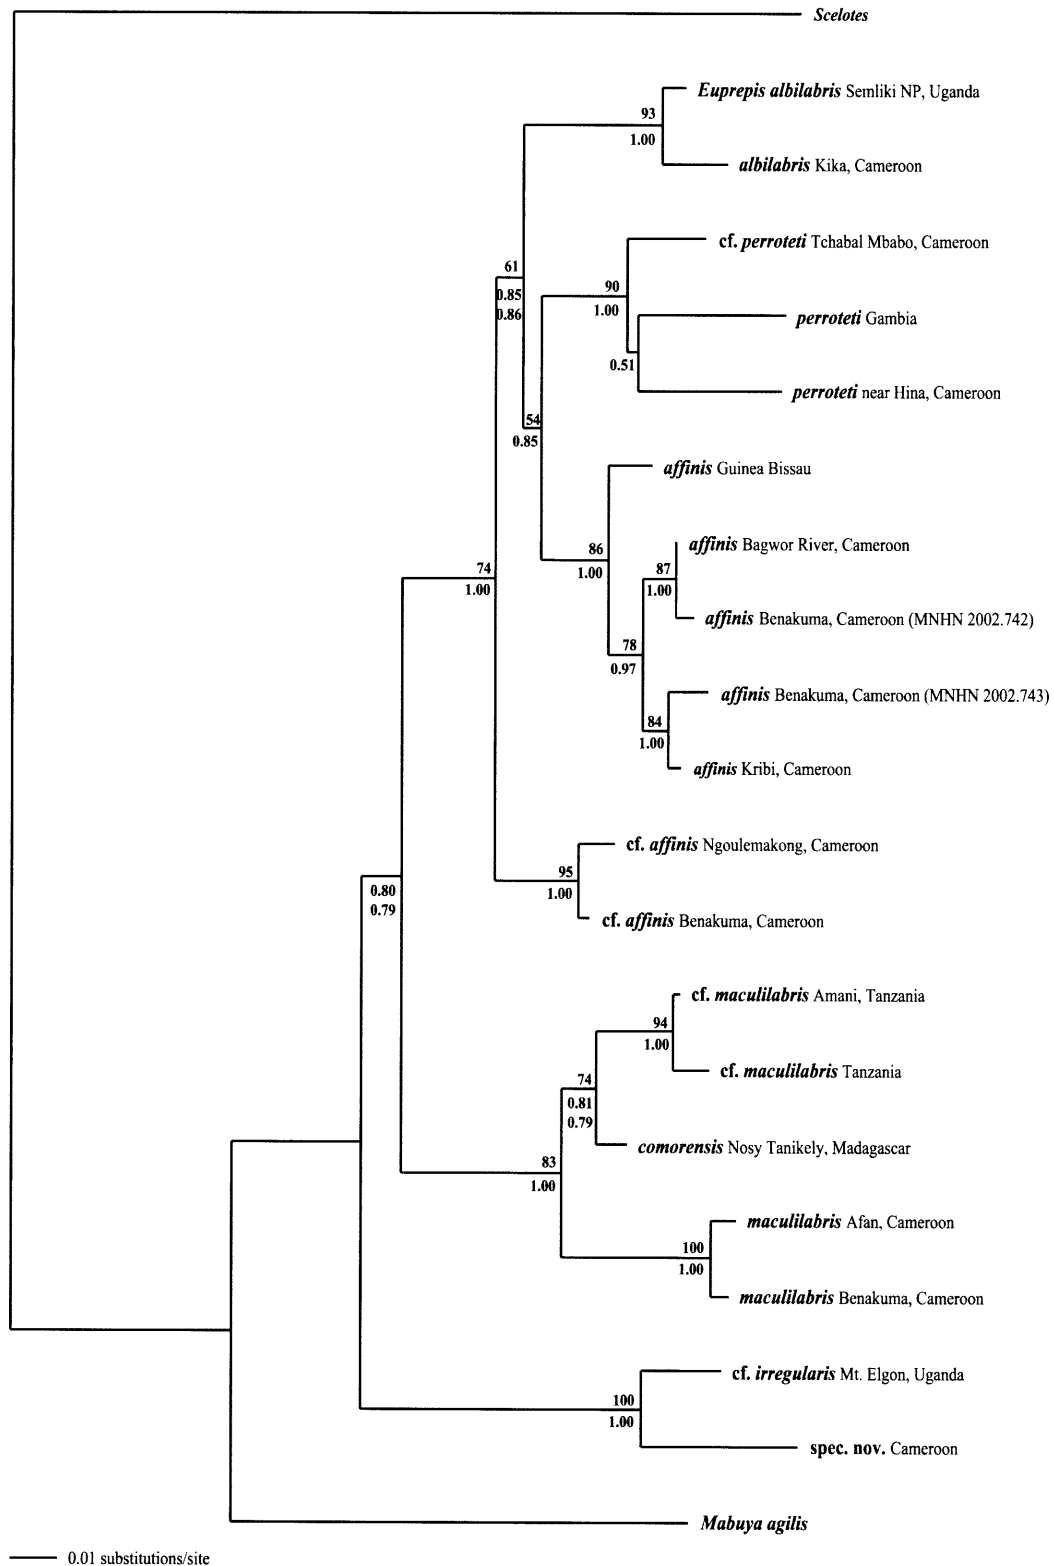 Scelotes
Euprepis albilabris Semliki NP, Uganda
93
1.00
albilabris Kika, Cameroon
cf. perroteti Tchabal Mbabo, Cameroon
61
0.85
0.86
90
1.00
perroteti Gambia
0.51
perroteti near Hina, Cameroon
54
0.85
affinis Guinea Bissau
affinis Bagwor River, Cameroon
86
1.00
87
1.00
74
1.00
affinis Benakuma, Cameroon (MNHN 2002.742)
78
0.97
affinis Benakuma, Cameroon (MNHN 2002.743)
84
1.00
affinis Kribi, Cameroon
cf. affinis Ngoulemakong, Cameroon
95
1.00
0.80
0.79
cf. affinis Benakuma, Cameroon
cf. maculilabris Amani, Tanzania
94
1.00
cf. maculilabris Tanzania
74
0.81
0.79
comorensis Nosy Tanikely, Madagascar
83
1.00
maculilabris Afan, Cameroon
100
1.00
maculilabris Benakuma, Cameroon
cf. irregularis Mt. Elgon, Uganda
100
1.00
spec. nov. Cameroon
Mabuya agilis
0.01 substitutions/site